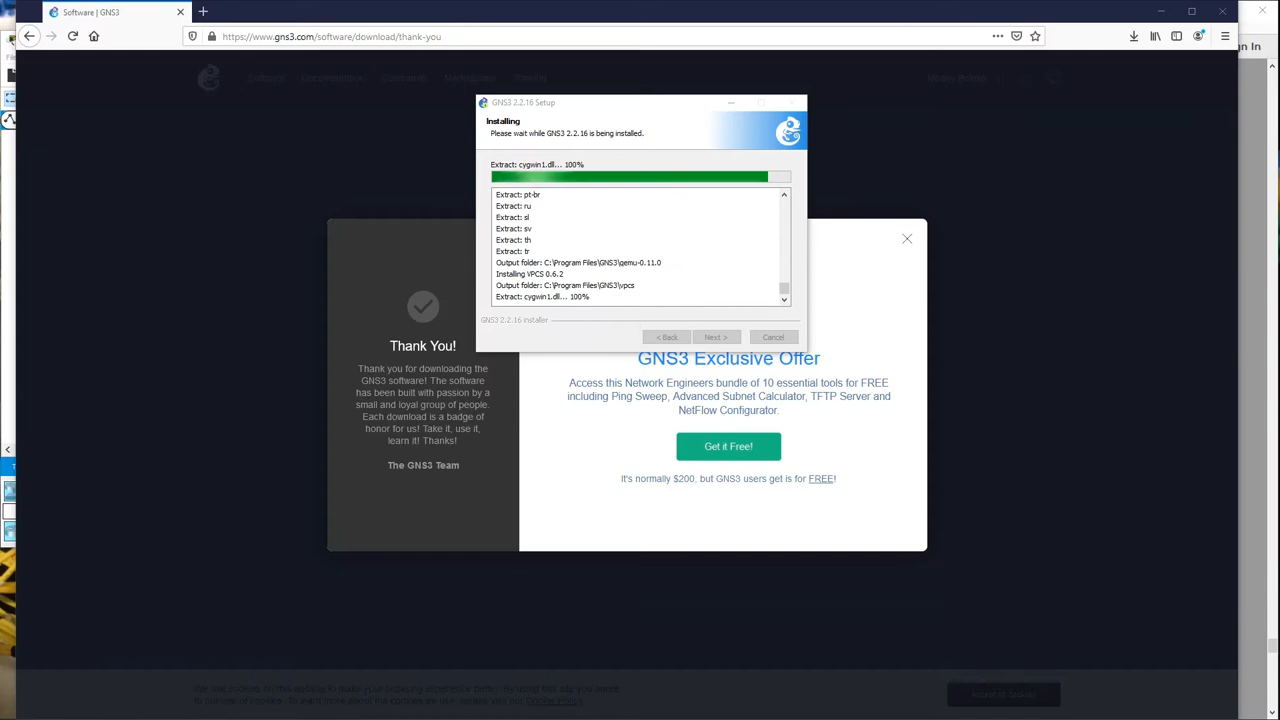 Software | GNS3
https://www.gns3.com/software/download/thank-you
Software
Documentation
Community
Marketplace
Training
In
GNS3 2.2.16 Setup
Installing
Please wait while GNS3 2.2.16 is being installed.
Extract: cygwin1.dll... 100%
Extract: pt-br
Extract: ru
Extract: sl
Extract: sv
Extract: th
Extract: tr
Output folder: C:\Program Files\GNS3\qemu-0.11.0
Installing VPCS 0.6.2
Output folder: C:\Program Files\GNS3\vpcs
Extract: cygwin1.dll... 100%
GNS3 2.2.16 installer
< Back
Next >
Cancel
Thank You!
Thank you for downloading the
GNS3 software! The software
has been built with passion by a
small and loyal group of people.
Each download is a badge of
honor for us! Take it, use it,
learn it! Thanks!
The GNS3 Team
GNS3 Exclusive Offer
Access this Network Engineers bundle of 10 essential tools for FREE
including Ping Sweep, Advanced Subnet Calculator, TFTP Server and
NetFlow Configurator.
Get it Free!
It's normally $200, but GNS3 users get is for FREE!